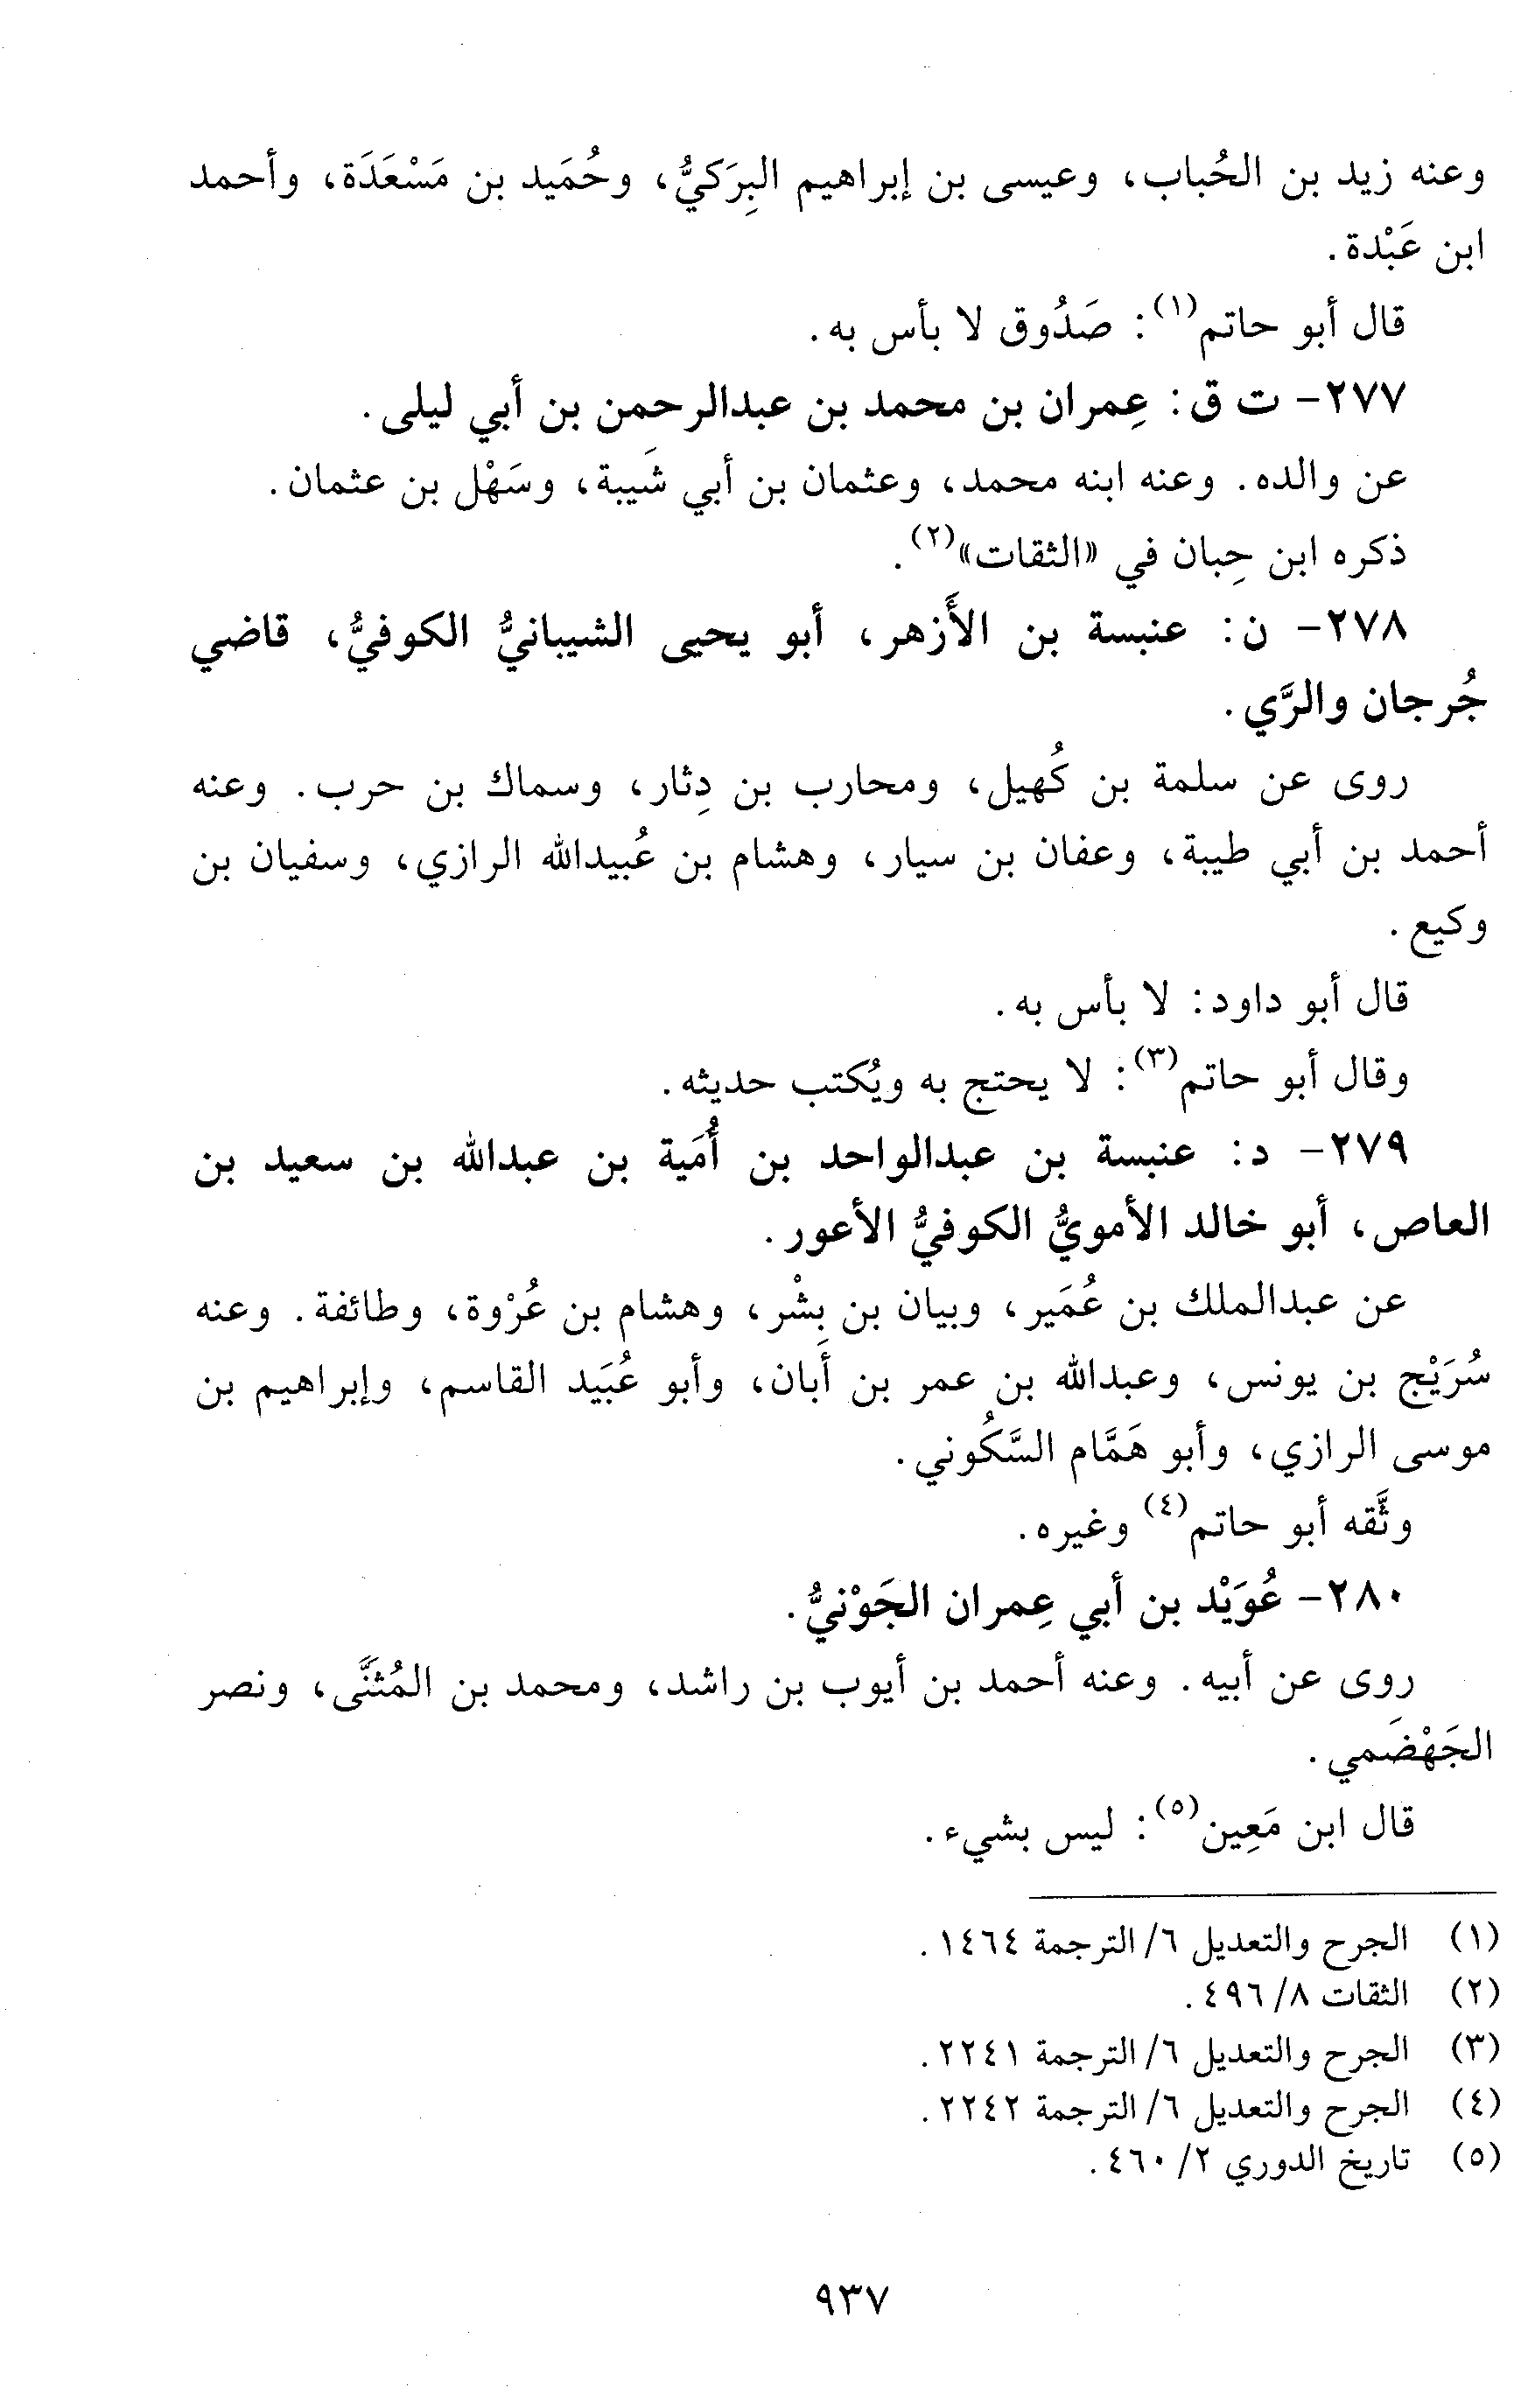 وعنه زيد بن الحُباب، وعيسى بن إبراهيم البِرَكيُّ، وحُمَيد بن مَسْعَدَة، وأحمد
ابن عَبْدة.
قال أبو حاتم(١): صَدُوق لا بأس به.
٢٧٧- ت ق: عِمران بن محمد بن عبدالرحمن بن أبي ليلى.
عن والده. وعنه ابنه محمد، وعثمان بن أبي شَيبة، وسَهْل بن عثمان.
ذكره ابن حِبان في «الثقات»(٢).
٢٧٨- ن: عنبسة بن الأَزهر، أبو يحيى الشيبانيُّ الكوفيُّ، قاضي
جُرجان والرَّي.
روى عن سلمة بن كُهيل، ومحارب بن دِثار، وسماك بن حرب. وعنه
أحمد بن أبي طيبة، وعفان بن سيار، وهشام بن عُبيدالله الرازي، وسفيان بن
وكيع.
قال أبو داود: لا بأس به.
وقال أبو حاتم(٣): لا يحتج به ويُكتب حديثه.
٢٧٩- د: عنبسة بن عبدالواحد بن أُمَية بن عبدالله بن سعيد بن
العاص، أبو خالد الأمويُّ الكوفيُّ الأعور.
عن عبدالملك بن عُمَير، وبيان بن بِشْر، وهشام بن عُرْوة، وطائفة. وعنه
سُرَيْج بن يونس، وعبدالله بن عمر بن أَبان، وأبو عُبَيد القاسم، وإبراهيم بن
موسى الرازي، وأبو هَمَّام السَّكُوني.
وثَّقه أبو حاتم(٤) وغيره.
٢٨٠- عُوَيْد بن أبي عِمران الجَوْنيُّ.
روى عن أبيه. وعنه أحمد بن أيوب بن راشد، ومحمد بن المُثنَّى، ونصر
الجَهْضَمي.
قال ابن مَعِين(٥): ليس بشيء.
(١) الجرح والتعديل ٦/ الترجمة ١٤٦٤.
(٢) الثقات ٨/ ٤٩٦.
(٣) الجرح والتعديل ٦/ الترجمة ٢٢٤١.
(٤) الجرح والتعديل ٦/ الترجمة ٢٢٤٢.
(٥) تاريخ الدوري ٢/ ٤٦٠.
٩٣٧